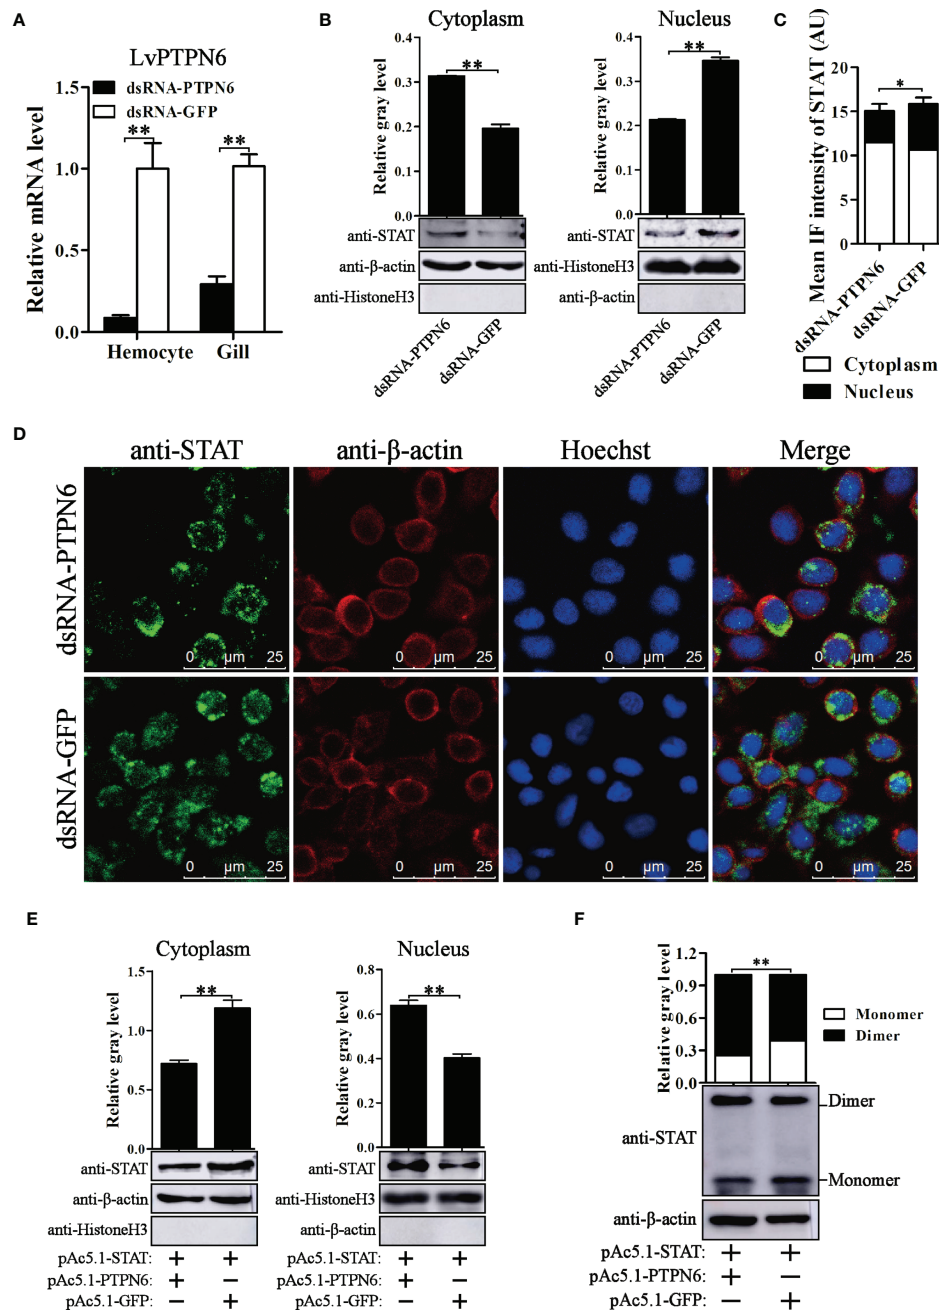 A
LvPTPN6
dsRNA-PTPN6
dsRNA-GFP
Relative mRNA level
1.5
1.0
0.5
0.0
**
**
Hemocyte
Gill
B
Cytoplasm
Relative gray level
0.4
0.3
0.2
0.1
0.0
**
anti-STAT
anti-β-actin
anti-HistoneH3
dsRNA-PTPN6
dsRNA-GFP
Nucleus
Relative gray level
0.4
0.3
0.2
0.1
0.0
**
anti-STAT
anti-HistoneH3
anti-β-actin
dsRNA-PTPN6
dsRNA-GFP
C
Mean IF intensity of STAT (AU)
20
15
10
5
0
*
dsRNA-PTPN6
dsRNA-GFP
Cytoplasm
Nucleus
D
anti-STAT
anti-β-actin
Hoechst
Merge
dsRNA-PTPN6
0 µm 25
0 µm 25
0 µm 25
0 µm 25
dsRNA-GFP
0 µm 25
0 µm 25
0 µm 25
0 µm 25
E
Cytoplasm
Relative gray level
1.5
1.0
0.5
0.0
**
anti-STAT
anti-β-actin
anti-HistoneH3
pAc5.1-STAT: + +
pAc5.1-PTPN6: + −
pAc5.1-GFP: − +
Nucleus
Relative gray level
0.8
0.6
0.4
0.2
0.0
**
anti-STAT
anti-HistoneH3
anti-β-actin
pAc5.1-STAT: + +
pAc5.1-PTPN6: + −
pAc5.1-GFP: − +
F
Relative gray level
1.2
0.9
0.6
0.3
0.0
**
Monomer
Dimer
anti-STAT
Dimer
Monomer
anti-β-actin
pAc5.1-STAT: + +
pAc5.1-PTPN6: + −
pAc5.1-GFP: − +